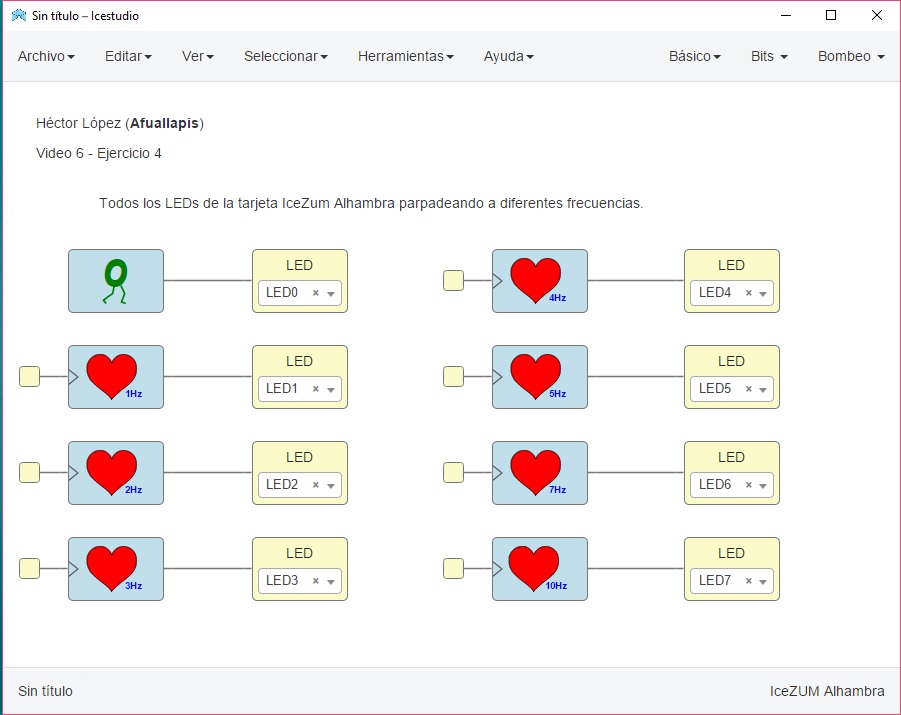 Sin título – Icestudio
Archivo Editar Ver Seleccionar Herramientas Ayuda Básico Bits Bombeo
Héctor López (Afuallapis)
Video 6 - Ejercicio 4
Todos los LEDs de la tarjeta IceZum Alhambra parpadeando a diferentes frecuencias.
0
LED
LED0 ×
4Hz
LED
LED4 ×
1Hz
LED
LED1 ×
5Hz
LED
LED5 ×
2Hz
LED
LED2 ×
7Hz
LED
LED6 ×
3Hz
LED
LED3 ×
10Hz
LED
LED7 ×
Sin título
IceZUM Alhambra